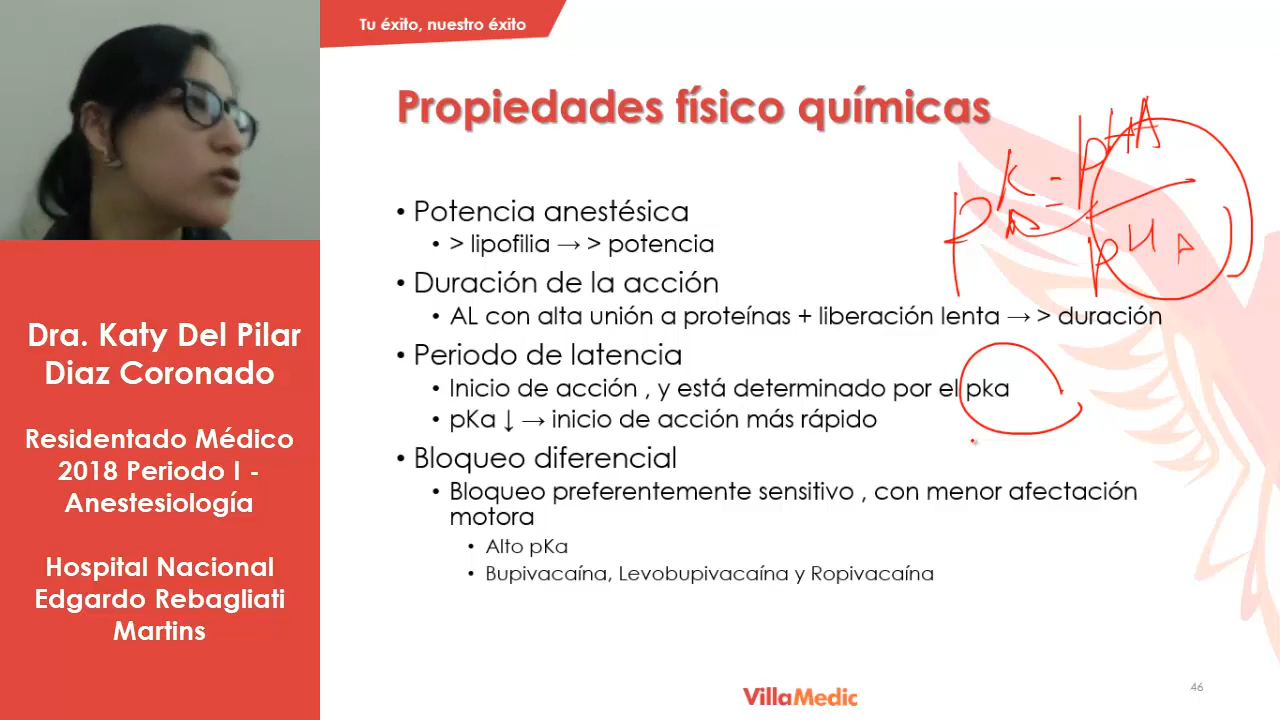 Tu éxito, nuestro éxito
Propiedades físico químicas
• Potencia anestésica
• > lipofilia → > potencia
• Duración de la acción
• AL con alta unión a proteínas + liberación lenta → > duración
• Periodo de latencia
• Inicio de acción , y está determinado por el pka
• pKa ↓ → inicio de acción más rápido
• Bloqueo diferencial
• Bloqueo preferentemente sensitivo , con menor afectación
motora
• Alto pKa
• Bupivacaína, Levobupivacaína y Ropivacaína
Dra. Katy Del Pilar
Diaz Coronado
Residentado Médico
2018 Periodo I -
Anestesiología
Hospital Nacional
Edgardo Rebagliati
Martins
VillaMedic
46